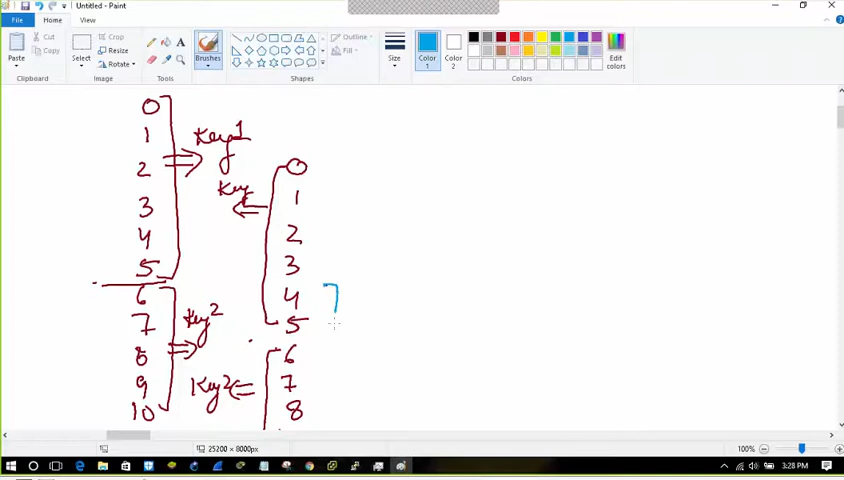 Untitled - Paint
File Home View
Cut
Copy
Paste
Clipboard
Select
Crop
Resize
Rotate
Image
Tools
Brushes
Outline
Fill
Shapes
Size
Color 1
Color 2
Edit colors
Colors
0
1
2
3
4
5
Key1
6
7
8
9
10
Key2
0
1
2
3
4
5
Key
6
7
8
Key2
25200 × 8000px
100%
3:28 PM